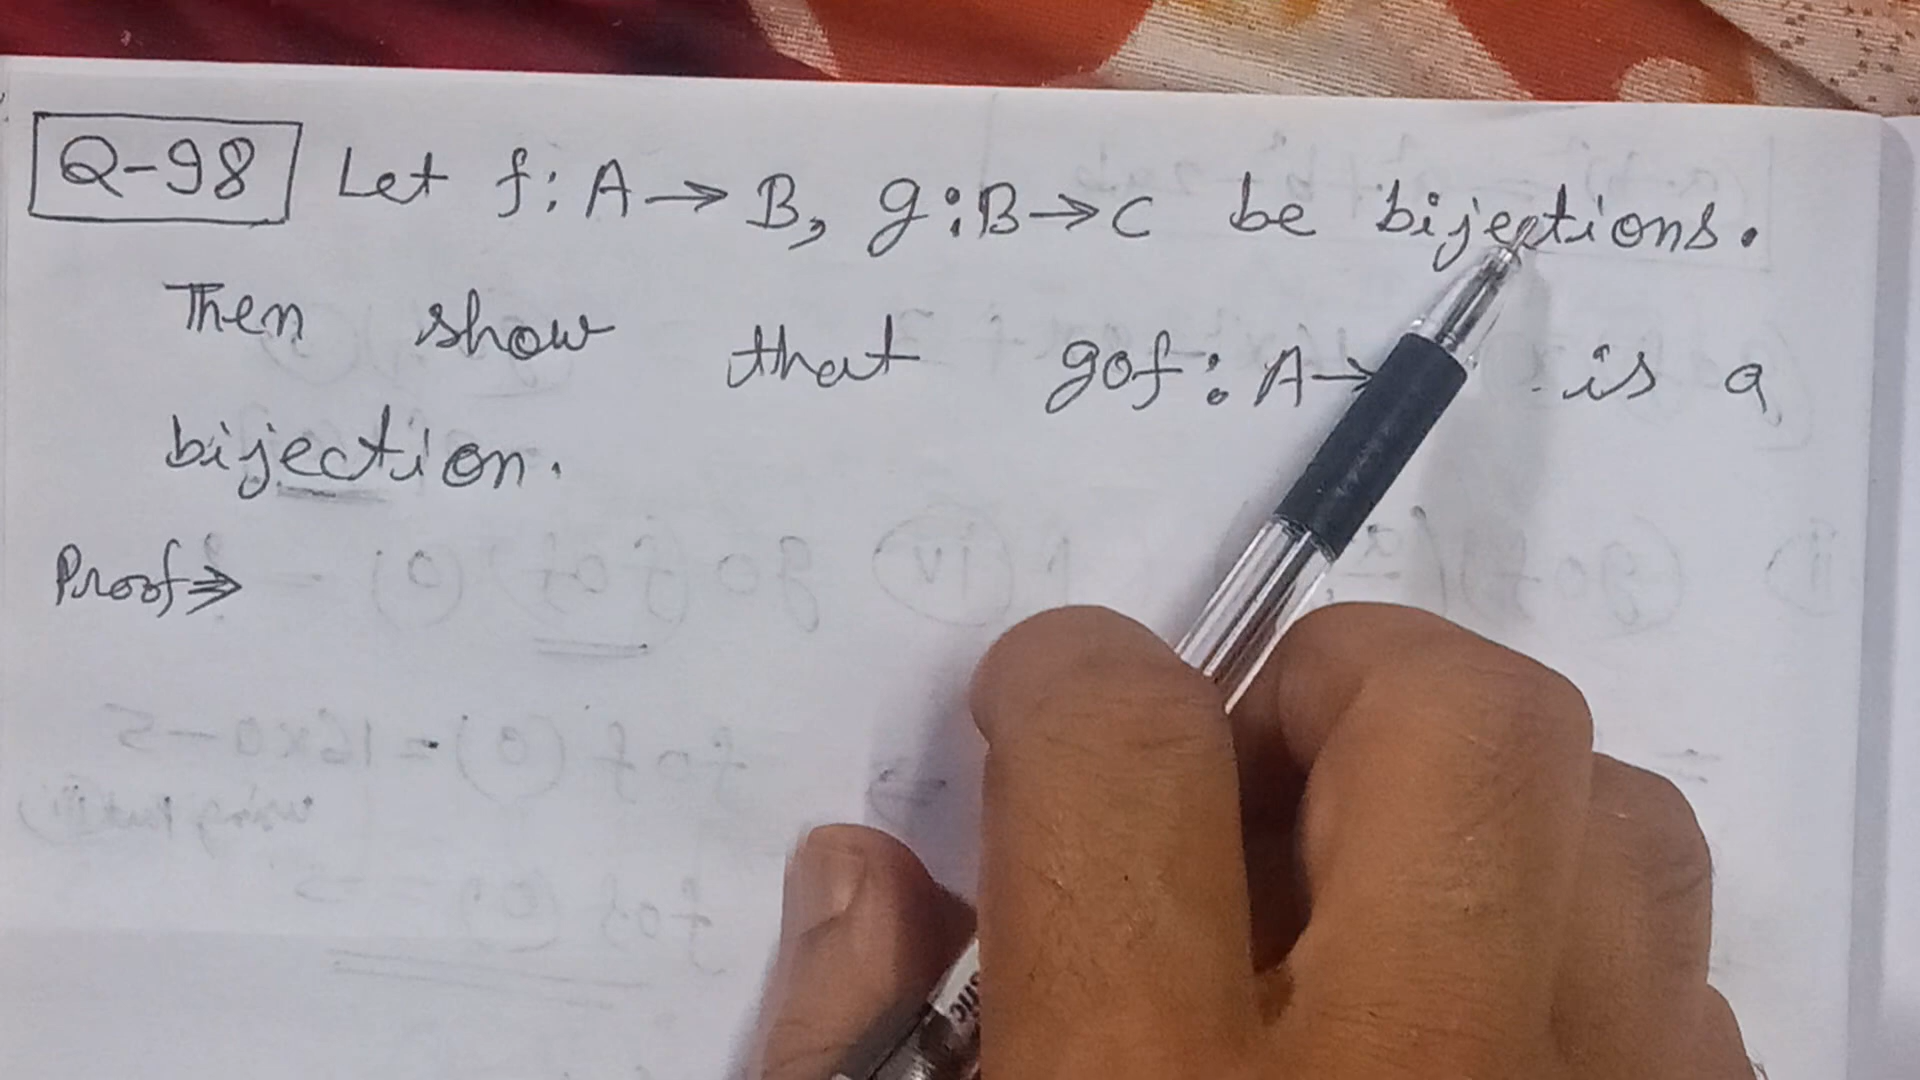 Q-98 Let f: A→B, g:B→C be bijections.
Then show that gof: A→ is a
bijection.
Proof⇒